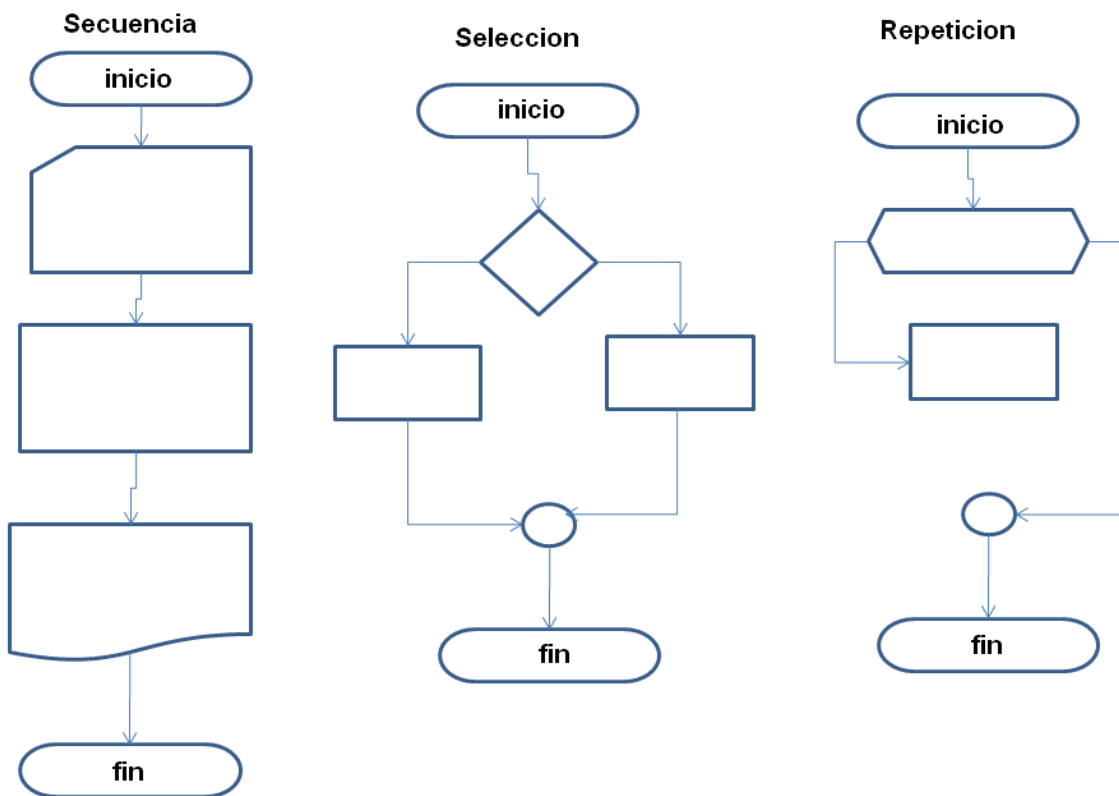 Secuencia
inicio
fin
Seleccion
inicio
fin
Repeticion
inicio
fin